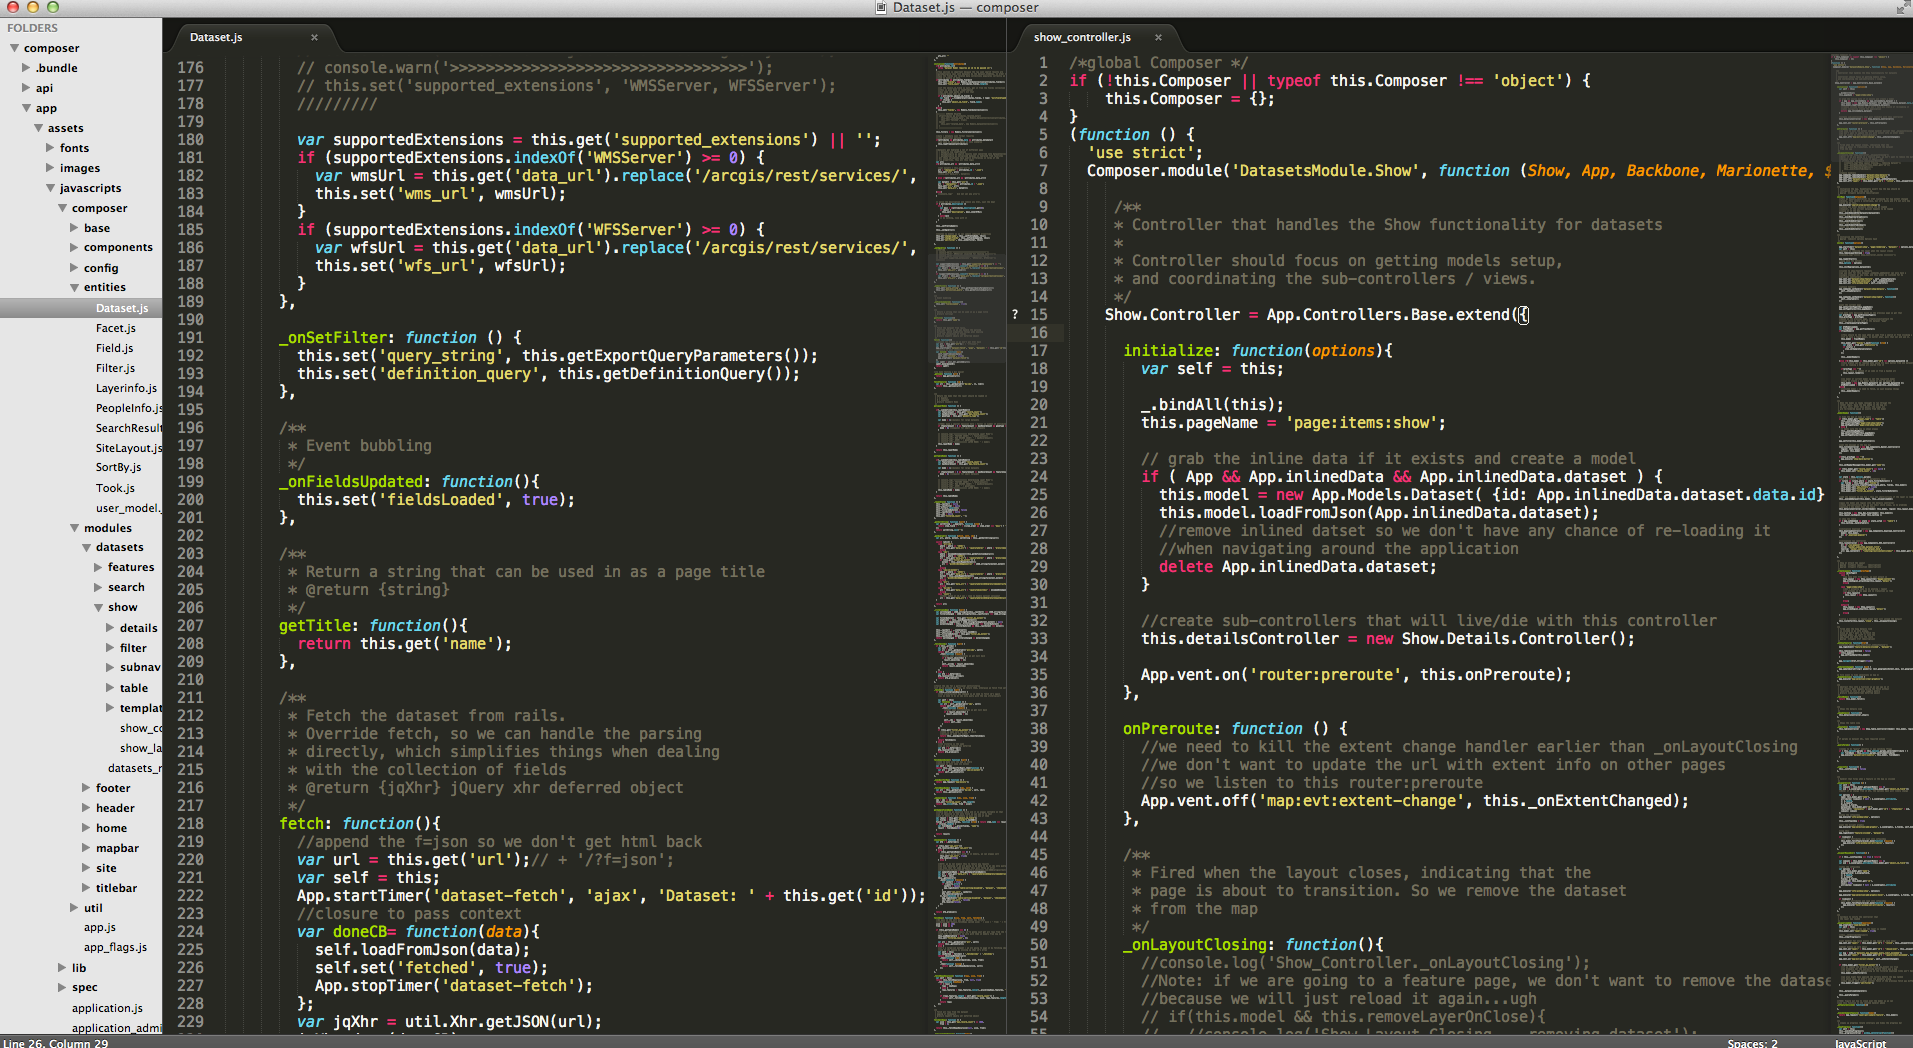 Dataset.js — composer
FOLDERS
composer
.bundle
api
app
assets
fonts
images
javascripts
composer
base
components
config
entities
Dataset.js
Facet.js
Field.js
Filter.js
Layerinfo.js
PeopleInfo.js
SearchResult
SiteLayout.js
SortBy.js
Took.js
user_model.
modules
datasets
features
search
show
details
filter
subnav
table
templat
show_co
show_la
datasets_r
footer
header
home
mapbar
site
titlebar
util
app.js
app_flags.js
lib
spec
application.js
application_admi
Dataset.js ×
176 // console.warn('>>>>>>>>>>>>>>>>>>>>>>>>>>>>>>>>>');
177 // this.set('supported_extensions', 'WMSServer, WFSServer');
178 /////////
179
180 var supportedExtensions = this.get('supported_extensions') || '';
181 if (supportedExtensions.indexOf('WMSServer') >= 0) {
182 var wmsUrl = this.get('data_url').replace('/arcgis/rest/services/',
183 this.set('wms_url', wmsUrl);
184 }
185 if (supportedExtensions.indexOf('WFSServer') >= 0) {
186 var wfsUrl = this.get('data_url').replace('/arcgis/rest/services/',
187 this.set('wfs_url', wfsUrl);
188 }
189 },
190
191 _onSetFilter: function () {
192 this.set('query_string', this.getExportQueryParameters());
193 this.set('definition_query', this.getDefinitionQuery());
194 },
195
196 /**
197 * Event bubbling
198 */
199 _onFieldsUpdated: function(){
200 this.set('fieldsLoaded', true);
201 },
202
203 /**
204 * Return a string that can be used in as a page title
205 * @return {string}
206 */
207 getTitle: function(){
208 return this.get('name');
209 },
210
211 /**
212 * Fetch the dataset from rails.
213 * Override fetch, so we can handle the parsing
214 * directly, which simplifies things when dealing
215 * with the collection of fields
216 * @return {jqXhr} jQuery xhr deferred object
217 */
218 fetch: function(){
219 //append the f=json so we don't get html back
220 var url = this.get('url');// + '/?f=json';
221 var self = this;
222 App.startTimer('dataset-fetch', 'ajax', 'Dataset: ' + this.get('id'));
223 //closure to pass context
224 var doneCB= function(data){
225 self.loadFromJson(data);
226 self.set('fetched', true);
227 App.stopTimer('dataset-fetch');
228 };
229 var jqXhr = util.Xhr.getJSON(url);
show_controller.js ×
1 /*global Composer */
2 if (!this.Composer || typeof this.Composer !== 'object') {
3 this.Composer = {};
4 }
5 (function () {
6 'use strict';
7 Composer.module('DatasetsModule.Show', function (Show, App, Backbone, Marionette, $
8
9 /**
10 * Controller that handles the Show functionality for datasets
11 *
12 * Controller should focus on getting models setup,
13 * and coordinating the sub-controllers / views.
14 */
? 15 Show.Controller = App.Controllers.Base.extend({
16
17 initialize: function(options){
18 var self = this;
19
20 _.bindAll(this);
21 this.pageName = 'page:items:show';
22
23 // grab the inline data if it exists and create a model
24 if ( App && App.inlinedData && App.inlinedData.dataset ) {
25 this.model = new App.Models.Dataset( {id: App.inlinedData.dataset.data.id}
26 this.model.loadFromJson(App.inlinedData.dataset);
27 //remove inlined datset so we don't have any chance of re-loading it
28 //when navigating around the application
29 delete App.inlinedData.dataset;
30 }
31
32 //create sub-controllers that will live/die with this controller
33 this.detailsController = new Show.Details.Controller();
34
35 App.vent.on('router:preroute', this.onPreroute);
36 },
37
38 onPreroute: function () {
39 //we need to kill the extent change handler earlier than _onLayoutClosing
40 //we don't want to update the url with extent info on other pages
41 //so we listen to this router:preroute
42 App.vent.off('map:evt:extent-change', this._onExtentChanged);
43 },
44
45 /**
46 * Fired when the layout closes, indicating that the
47 * page is about to transition. So we remove the dataset
48 * from the map
49 */
50 _onLayoutClosing: function(){
51 //console.log('Show_Controller._onLayoutClosing');
52 //Note: if we are going to a feature page, we don't want to remove the datase
53 //because we will just reload it again...ugh
54 // if(this.model && this.removeLayerOnClose){
55
Line 26, Column 29
Spaces: 2
JavaScript